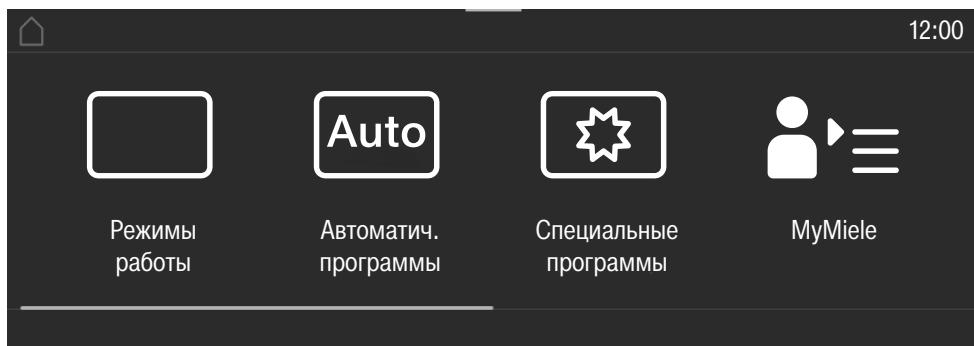 12:00
Auto
Режимы
работы
Автоматич.
программы
Специальные
программы
MyMiele